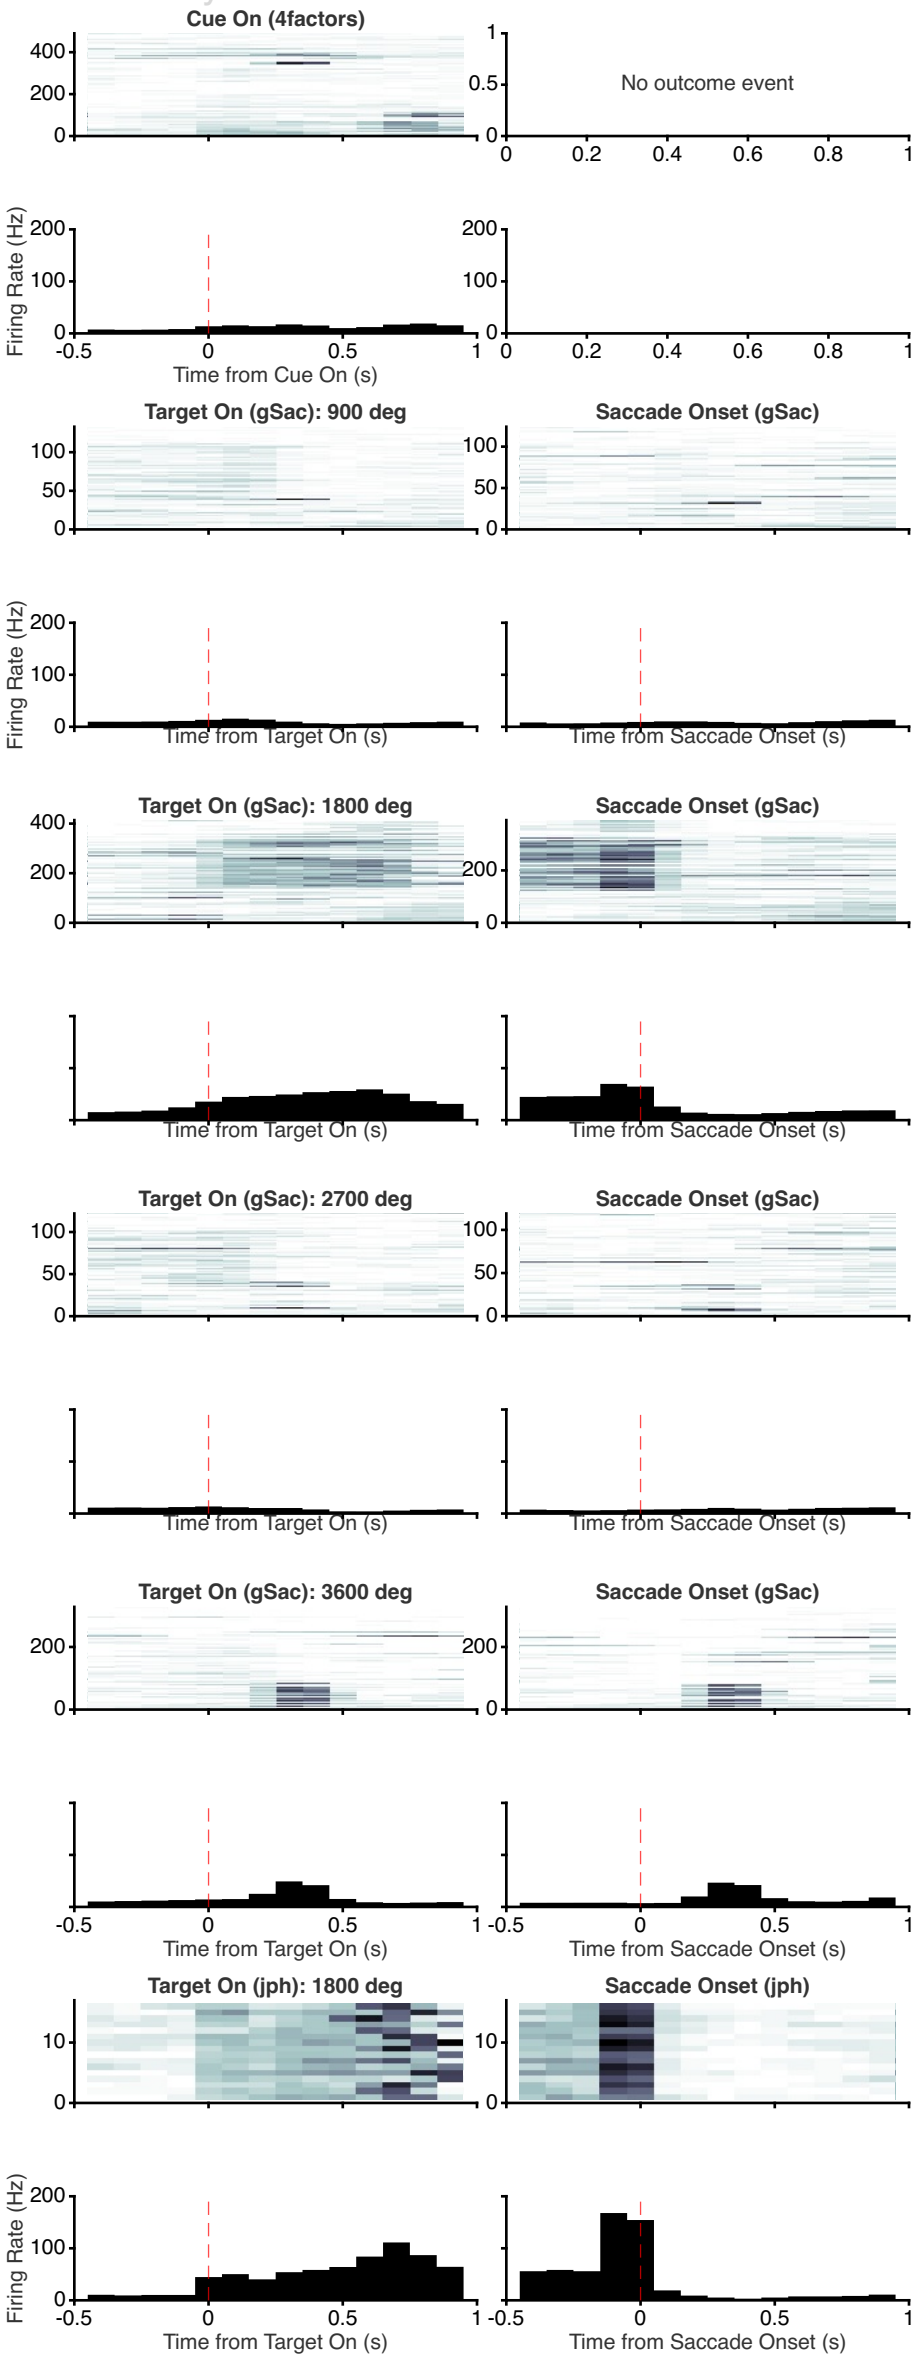 Cue On (4factors)
400
200
0
1
0.5
0
No outcome event
0 0.2 0.4 0.6 0.8 1
Firing Rate (Hz)
200
100
0
-0.5 0 0.5 1
Time from Cue On (s)
200
100
0
0 0.2 0.4 0.6 0.8 1
Target On (gSac): 900 deg
100
50
0
Saccade Onset (gSac)
100
50
0
Firing Rate (Hz)
200
100
0
Time from Target On (s)
Time from Saccade Onset (s)
Target On (gSac): 1800 deg
400
200
0
Saccade Onset (gSac)
200
0
Time from Target On (s)
Time from Saccade Onset (s)
Target On (gSac): 2700 deg
100
50
0
Saccade Onset (gSac)
100
50
0
Time from Target On (s)
Time from Saccade Onset (s)
Target On (gSac): 3600 deg
200
0
Saccade Onset (gSac)
200
0
-0.5 0 0.5 1
Time from Target On (s)
-0.5 0 0.5 1
Time from Saccade Onset (s)
Target On (jph): 1800 deg
10
0
Saccade Onset (jph)
10
0
Firing Rate (Hz)
200
100
0
-0.5 0 0.5 1
Time from Target On (s)
-0.5 0 0.5 1
Time from Saccade Onset (s)